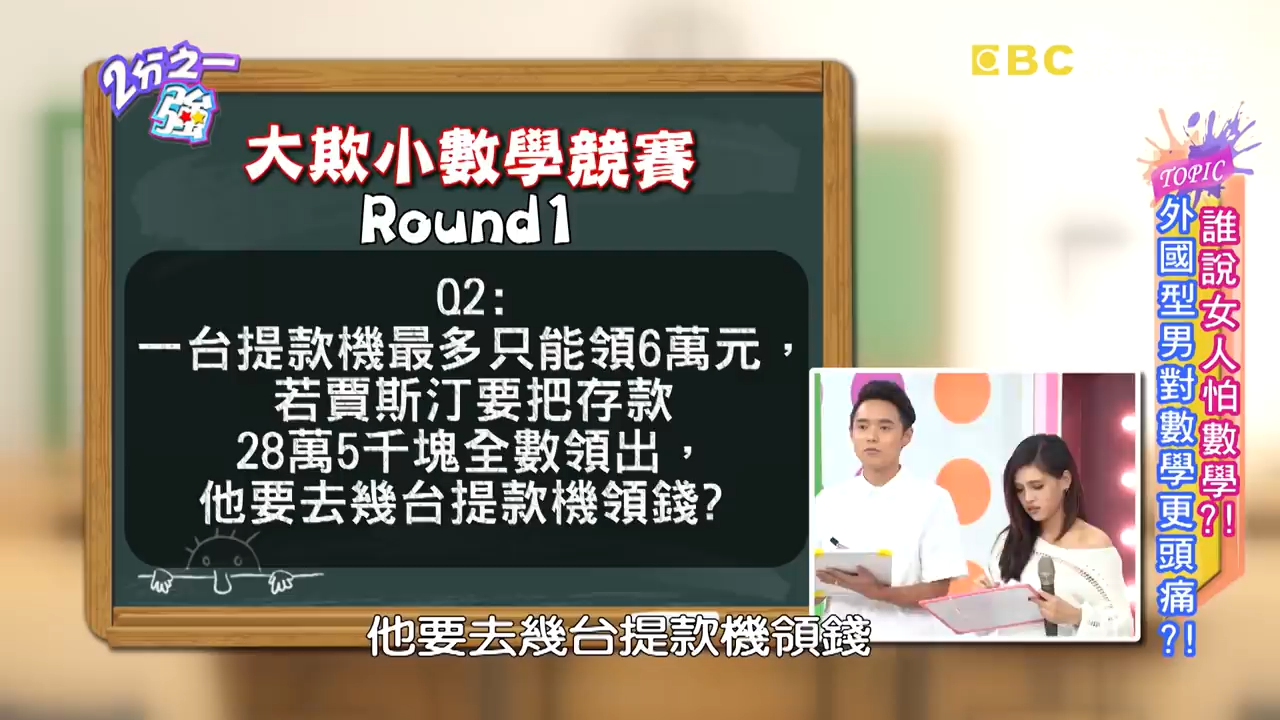 2分之一強
EBC
大欺小數學競賽
Round1
Q2:
一台提款機最多只能領6萬元，
若賈斯汀要把存款
28萬5千塊全數領出，
他要去幾台提款機領錢?
TOPIC
誰說女人怕數學?!
外國型男對數學更頭痛?!
他要去幾台提款機領錢